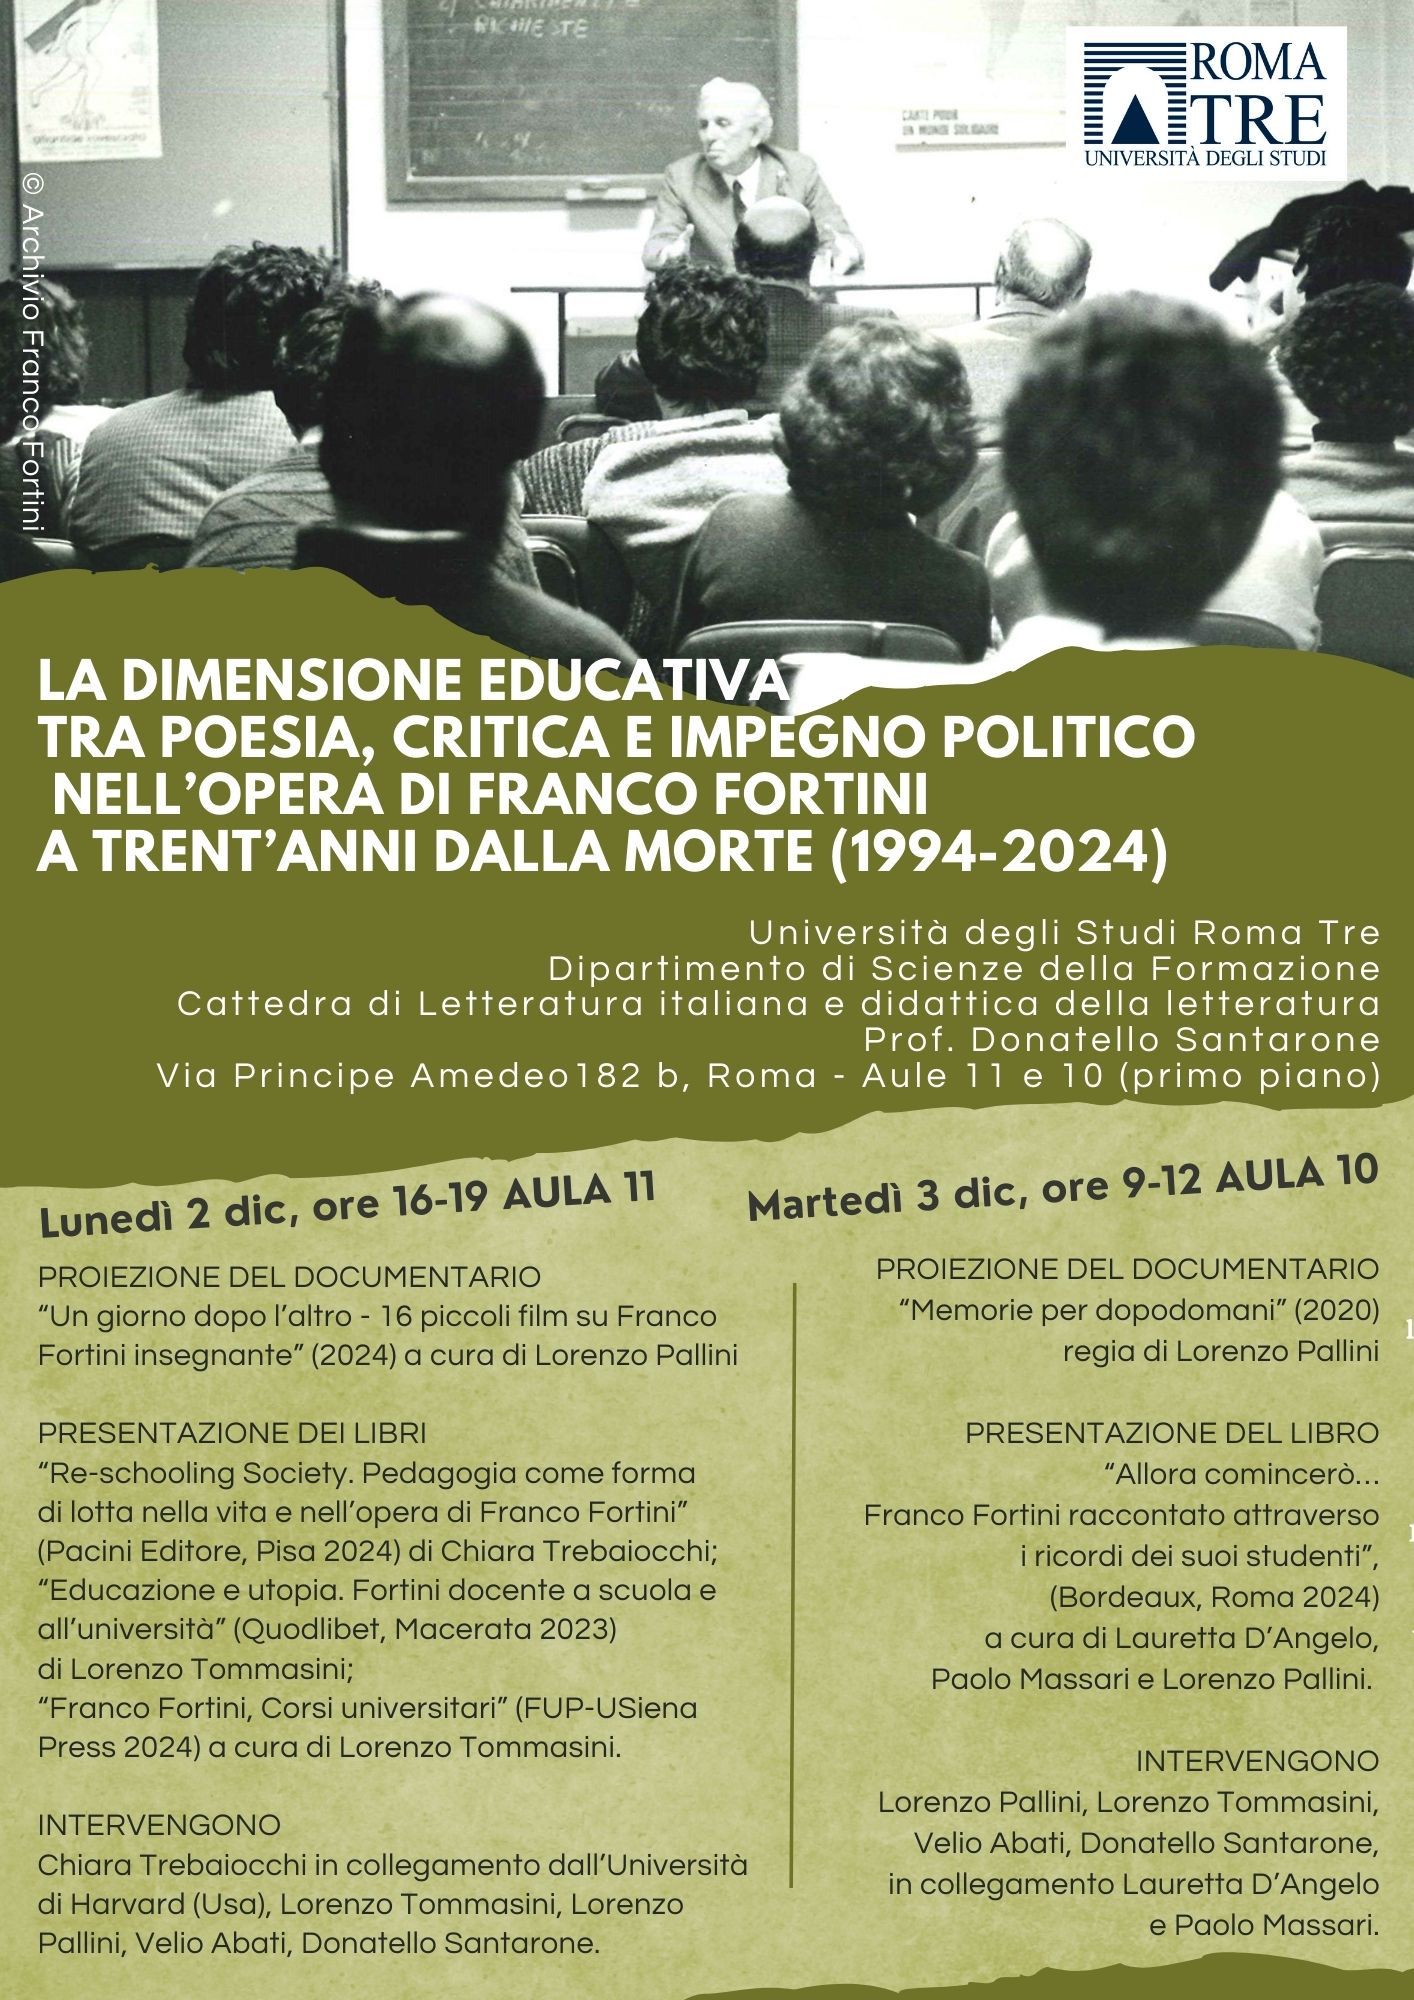 2) CHIARIMENTI E
RICHIESTE
CARTE POUR
UN MONDE SOLIDAIRE
ROMA
TRE
UNIVERSITÀ DEGLI STUDI
© Archivio Franco Fortini
LA DIMENSIONE EDUCATIVA
TRA POESIA, CRITICA E IMPEGNO POLITICO
NELL’OPERA DI FRANCO FORTINI
A TRENT’ANNI DALLA MORTE (1994-2024)
Università degli Studi Roma Tre
Dipartimento di Scienze della Formazione
Cattedra di Letteratura italiana e didattica della letteratura
Prof. Donatello Santarone
Via Principe Amedeo182 b, Roma - Aule 11 e 10 (primo piano)
Lunedì 2 dic, ore 16-19 AULA 11
PROIEZIONE DEL DOCUMENTARIO
“Un giorno dopo l’altro - 16 piccoli film su Franco
Fortini insegnante” (2024) a cura di Lorenzo Pallini
PRESENTAZIONE DEI LIBRI
“Re-schooling Society. Pedagogia come forma
di lotta nella vita e nell’opera di Franco Fortini”
(Pacini Editore, Pisa 2024) di Chiara Trebaiocchi;
“Educazione e utopia. Fortini docente a scuola e
all’università” (Quodlibet, Macerata 2023)
di Lorenzo Tommasini;
“Franco Fortini, Corsi universitari” (FUP-USiena
Press 2024) a cura di Lorenzo Tommasini.
INTERVENGONO
Chiara Trebaiocchi in collegamento dall’Università
di Harvard (Usa), Lorenzo Tommasini, Lorenzo
Pallini, Velio Abati, Donatello Santarone.
Martedì 3 dic, ore 9-12 AULA 10
PROIEZIONE DEL DOCUMENTARIO
“Memorie per dopodomani” (2020)
regia di Lorenzo Pallini
PRESENTAZIONE DEL LIBRO
“Allora comincerò...
Franco Fortini raccontato attraverso
i ricordi dei suoi studenti”,
(Bordeaux, Roma 2024)
a cura di Lauretta D’Angelo,
Paolo Massari e Lorenzo Pallini.
INTERVENGONO
Lorenzo Pallini, Lorenzo Tommasini,
Velio Abati, Donatello Santarone,
in collegamento Lauretta D’Angelo
e Paolo Massari.